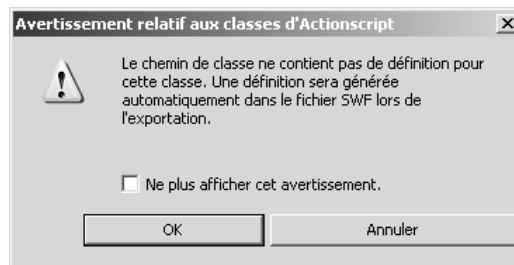 Avertissement relatif aux classes d'Actionscript
Le chemin de classe ne contient pas de définition pour
cette classe. Une définition sera générée
automatiquement dans le fichier SWF lors de
l'exportation.
Ne plus afficher cet avertissement.
OK
Annuler